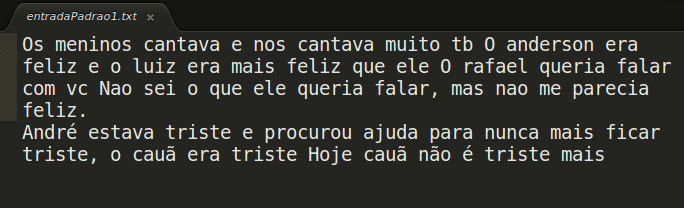 entradaPadrao1.txt ×
Os meninos cantava e nos cantava muito tb O anderson era
feliz e o luiz era mais feliz que ele O rafael queria falar
com vc Nao sei o que ele queria falar, mas nao me parecia
feliz.
André estava triste e procurou ajuda para nunca mais ficar
triste, o cauã era triste Hoje cauã não é triste mais